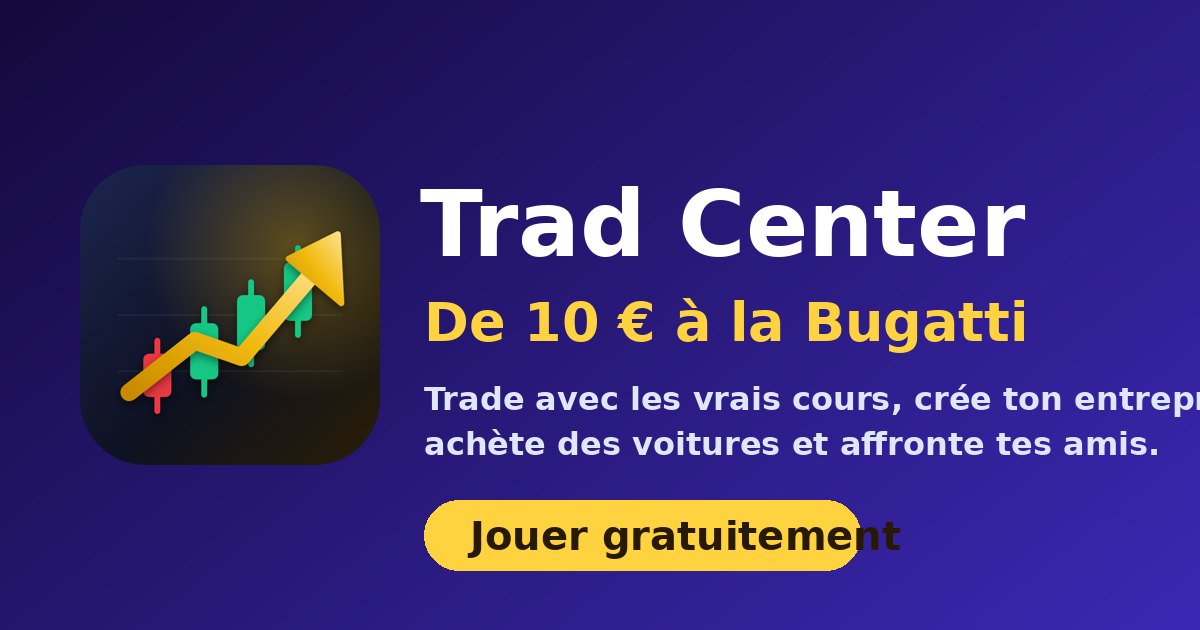 Trad Center
De 10 € à la Bugatti
Trade avec les vrais cours, crée ton
achète des voitures et affronte tes amis.
Jouer gratuitement